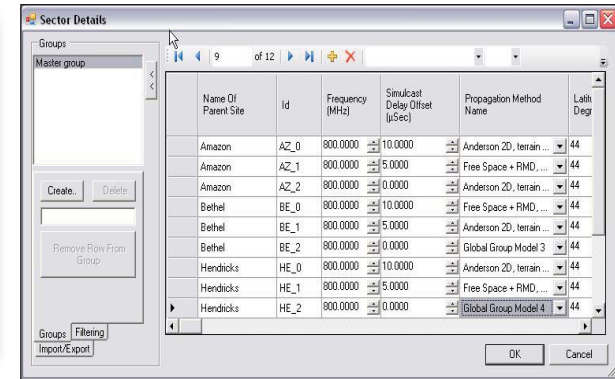 Sector Details
Groups
Master group
9 of 12
Name Of Parent Site Id Frequency (MHz) Simulcast Delay Offset (µSec) Propagation Method Name Latitu Degr
Amazon AZ_0 800.0000 10.0000 Anderson 2D, terrain ... 44
Amazon AZ_1 800.0000 5.0000 Free Space + RMD, ... 44
Amazon AZ_2 800.0000 0.0000 Anderson 2D, terrain ... 44
Bethel BE_0 800.0000 10.0000 Free Space + RMD, ... 44
Bethel BE_1 800.0000 5.0000 Anderson 2D, terrain ... 44
Bethel BE_2 800.0000 0.0000 Global Group Model 3 44
Hendricks HE_0 800.0000 10.0000 Anderson 2D, terrain ... 44
Hendricks HE_1 800.0000 5.0000 Free Space + RMD, ... 44
Hendricks HE_2 800.0000 0.0000 Global Group Model 4 44
Create.. Delete
Remove Row From
Group
Groups Filtering
Import/Export
OK Cancel